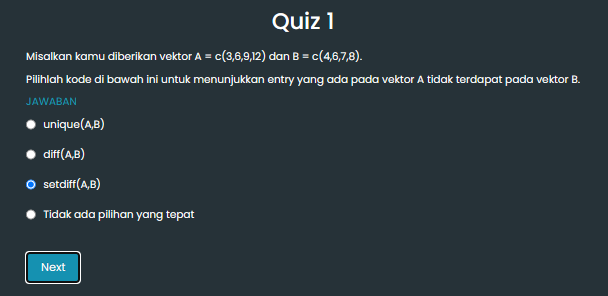 Quiz 1
Misalkan kamu diberikan vektor A = c(3,6,9,12) dan B = c(4,6,7,8).
Pilihlah kode di bawah ini untuk menunjukkan entry yang ada pada vektor A tidak terdapat pada vektor B.
JAWABAN
unique(A,B)
diff(A,B)
setdiff(A,B)
Tidak ada pilihan yang tepat
Next